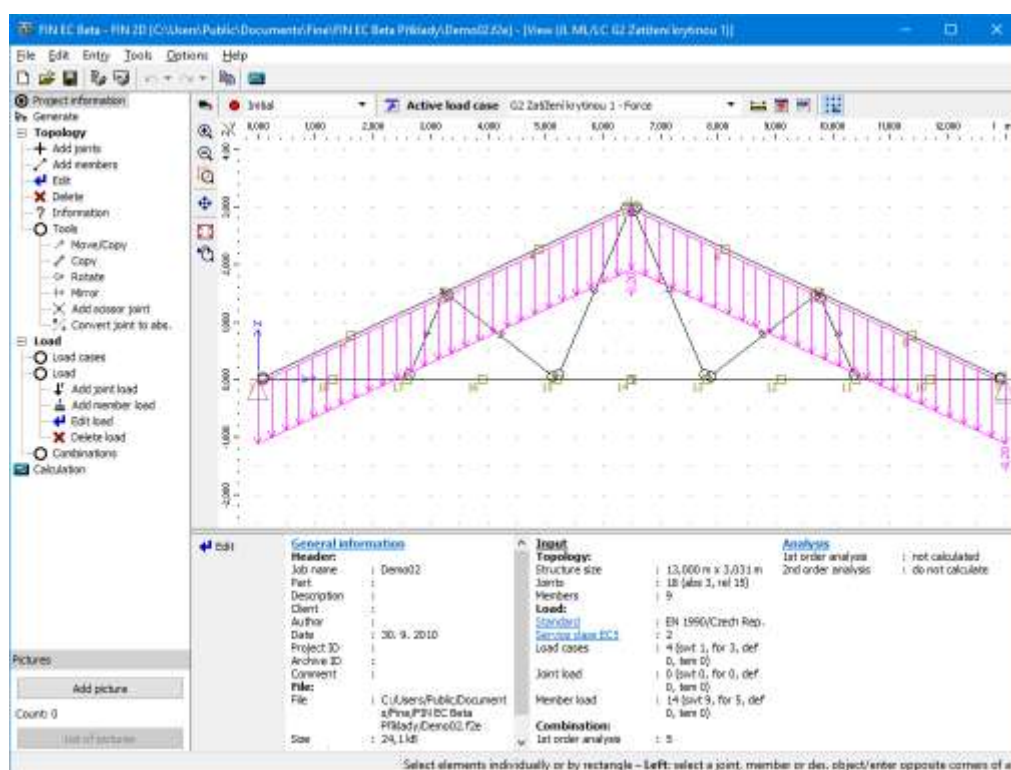 FIN EC Beta - FIN 2D [C:\Users\Public\Documents\Fine\FIN EC Beta Příklady\Demo02.f2e] - [View UL ML/LC G2 Zatížení krytinou 1]
File Edit Entry Tools Options Help
Project information
Generate
Topology
Add joints
Add members
Edit
Delete
Information
Tools
Move/Copy
Copy
Rotate
Mirror
Add scissor joint
Convert joint to abs.
Load
Load cases
Load
Add joint load
Add member load
Edit load
Delete load
Combinations
Calculation
Pictures
Add picture
Count: 0
List of pictures
Initial
Active load case G2 Zatížení krytinou 1 - Force
Edit
General information
Header:
Job name : Demo02
Part :
Description :
Client :
Author :
Date : 30. 9. 2010
Project ID :
Archive ID :
Comment :
File:
File : C:\Users\Public\Document
s\Fine\FIN EC Beta
Příklady\Demo02.f2e
Size : 24,1 kB
Input
Topology:
Structure size : 13,000 m x 3,031 m
Joints : 18 (abs 3, rel 15)
Members : 9
Load:
Standard : EN 1990/Czech Rep.
Service class EC5 : 2
Load cases : 4 (swt 1, for 3, def
0, tem 0)
Joint load : 0 (swt 0, for 0, def
0, tem 0)
Member load : 14 (swt 9, for 5, def
0, tem 0)
Combination:
1st order analysis : 5
Analysis
1st order analysis : not calculated
2nd order analysis : do not calculate
Select elements individually or by rectangle – Left: select a joint, member or des. object/enter opposite corners of a